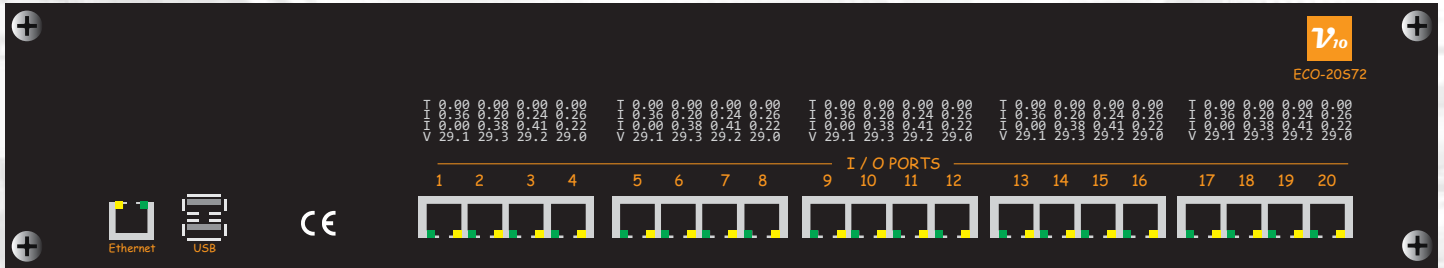 V10
ECO-20S72
I 0.00 0.20 0.00 0.00 I 0.00 0.20 0.00 0.00 I 0.00 0.20 0.00 0.00 I 0.00 0.20 0.00 0.00 I 0.00 0.20 0.00 0.00
I 0.36 0.20 0.24 0.26 I 0.36 0.20 0.24 0.26 I 0.36 0.20 0.24 0.26 I 0.36 0.20 0.24 0.26 I 0.36 0.20 0.24 0.26
I 0.00 0.38 0.41 0.22 I 0.00 0.38 0.41 0.22 I 0.00 0.38 0.41 0.22 I 0.00 0.38 0.41 0.22 I 0.00 0.38 0.41 0.22
V 29.1 29.3 29.2 29.0 V 29.1 29.3 29.2 29.0 V 29.1 29.3 29.2 29.0 V 29.1 29.3 29.2 29.0 V 29.1 29.3 29.2 29.0
I / O PORTS
1 2 3 4 5 6 7 8 9 10 11 12 13 14 15 16 17 18 19 20
CE
Ethernet USB